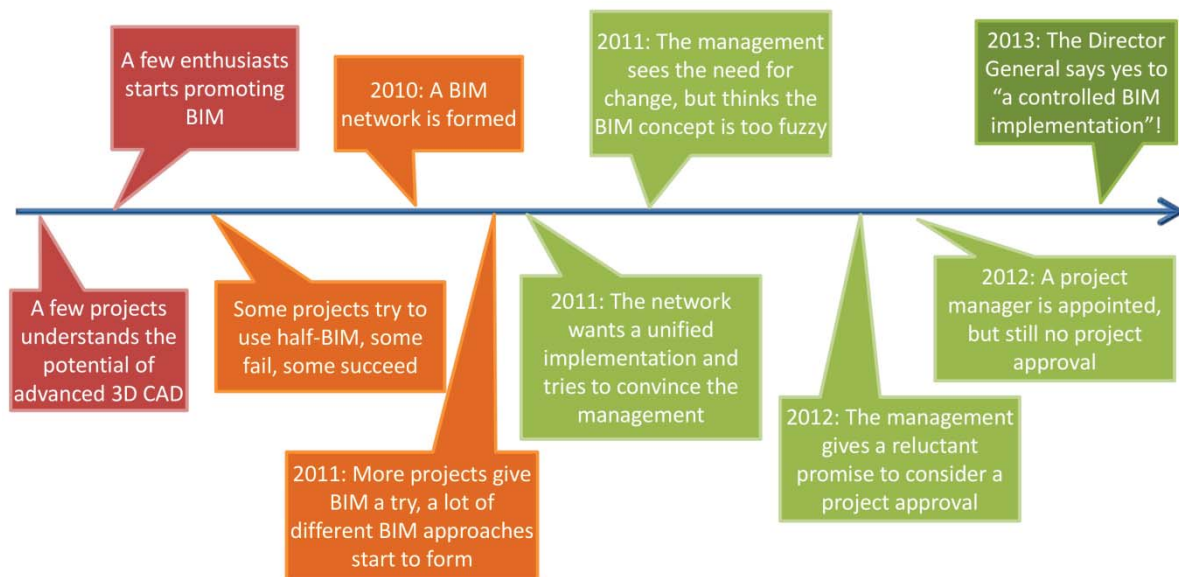 A few enthusiasts
starts promoting
BIM
2010: A BIM
network is formed
2011: The management
sees the need for
change, but thinks the
BIM concept is too fuzzy
2013: The Director
General says yes to
“a controlled BIM
implementation”!
A few projects
understands the
potential of
advanced 3D CAD
Some projects try to
use half-BIM, some
fail, some succeed
2011: More projects give
BIM a try, a lot of
different BIM approaches
start to form
2011: The network
wants a unified
implementation and
tries to convince the
management
2012: The management
gives a reluctant
promise to consider a
project approval
2012: A project
manager is appointed,
but still no project
approval